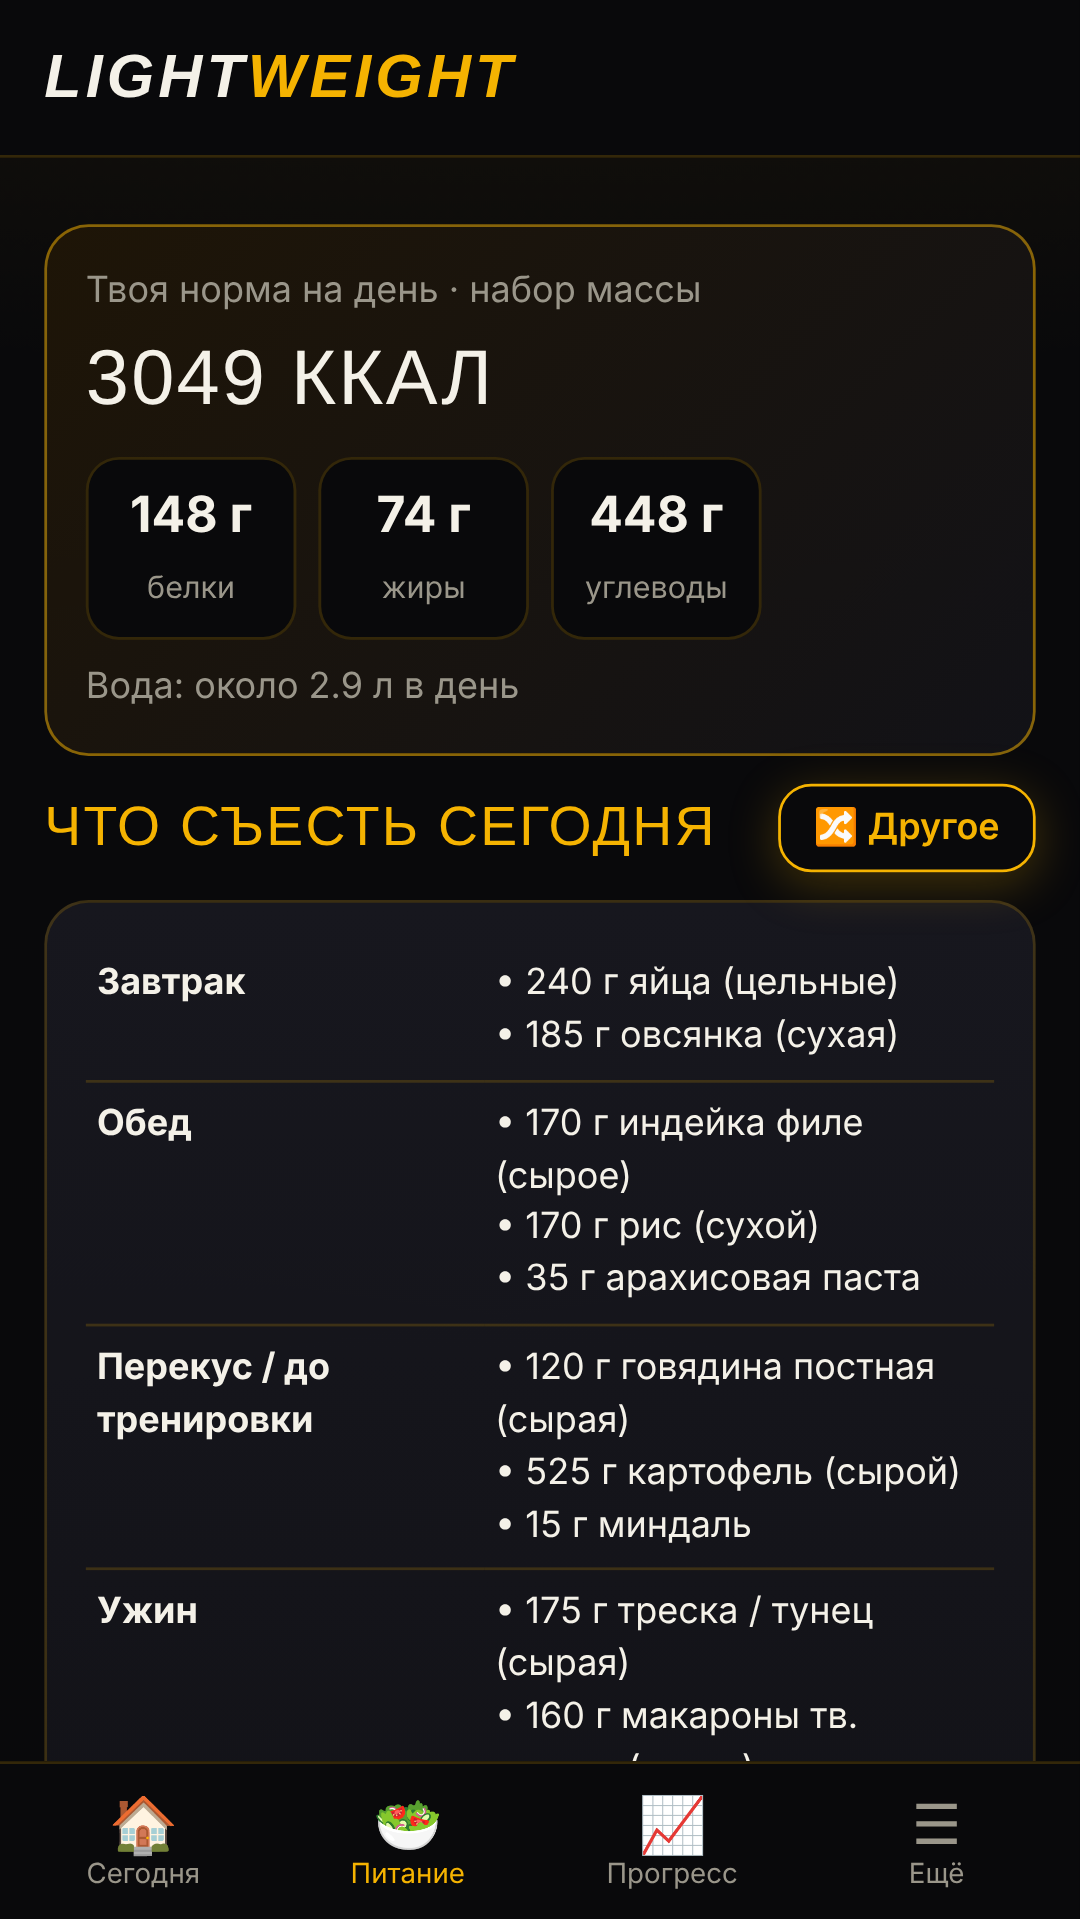 LIGHTWEIGHT
Твоя норма на день · набор массы
3049 ККАЛ
148 г
74 г
448 г
белки
жиры
углеводы
Вода: около 2.9 л в день
ЧТО СЪЕСТЬ СЕГОДНЯ
🔀 Другое
Завтрак
• 240 г яйца (цельные)
• 185 г овсянка (сухая)
Обед
• 170 г индейка филе
(сырое)
• 170 г рис (сухой)
• 35 г арахисовая паста
Перекус / до
тренировки
• 120 г говядина постная
(сырая)
• 525 г картофель (сырой)
• 15 г миндаль
Ужин
• 175 г треска / тунец
(сырая)
• 160 г макароны тв.
Сегодня
Питание
Прогресс
Ещё